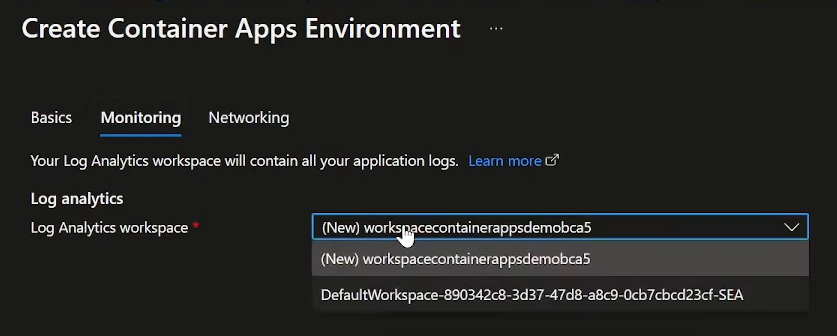 Create Container Apps Environment ...
Basics Monitoring Networking
Your Log Analytics workspace will contain all your application logs. Learn more
Log analytics
Log Analytics workspace * (New) workspacecontainerappsdemobca5
(New) workspacecontainerappsdemobca5
DefaultWorkspace-890342c8-3d37-47d8-a8c9-0cb7cbcd23cf-SEA